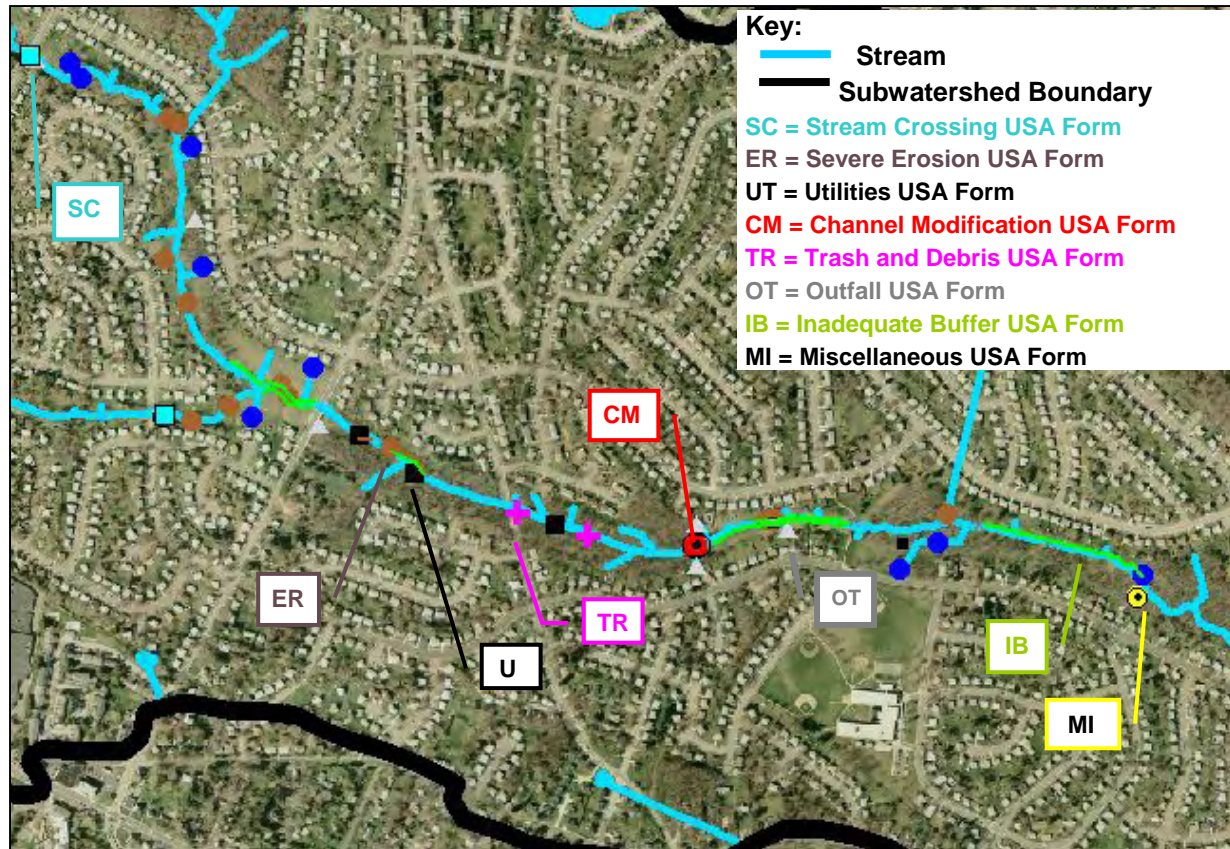 Key:
Stream
Subwatershed Boundary
SC = Stream Crossing USA Form
ER = Severe Erosion USA Form
UT = Utilities USA Form
CM = Channel Modification USA Form
TR = Trash and Debris USA Form
OT = Outfall USA Form
IB = Inadequate Buffer USA Form
MI = Miscellaneous USA Form
SC
CM
ER
TR
OT
U
IB
MI